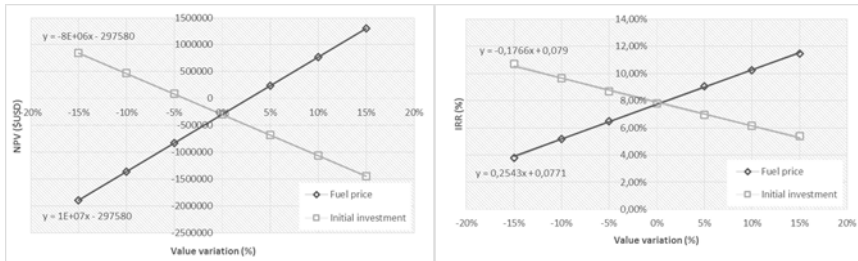 1500000
y = -8E+06x - 297580
1000000
500000
0
-20% -15% -10% -5% 0% 5% 10% 15% 20%
-500000
-1000000
-1500000
-2000000
-2500000
NPV ($USD)
Fuel price
Initial investment
y = 1E+07x - 297580
Value variation (%)
14,00%
y = -0,1766x + 0,079
12,00%
10,00%
8,00%
6,00%
4,00%
2,00%
0,00%
IRR (%)
y = 0,2543x + 0,0771
Fuel price
Initial investment
-20% -15% -10% -5% 0% 5% 10% 15% 20%
Value variation (%)